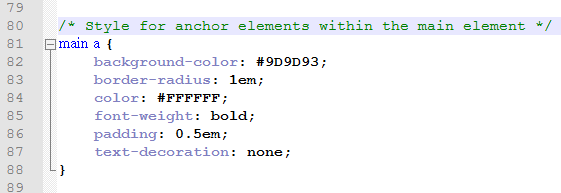 79
80 /* Style for anchor elements within the main element */
81 main a {
82 background-color: #9D9D93;
83 border-radius: 1em;
84 color: #FFFFFF;
85 font-weight: bold;
86 padding: 0.5em;
87 text-decoration: none;
88 }
89